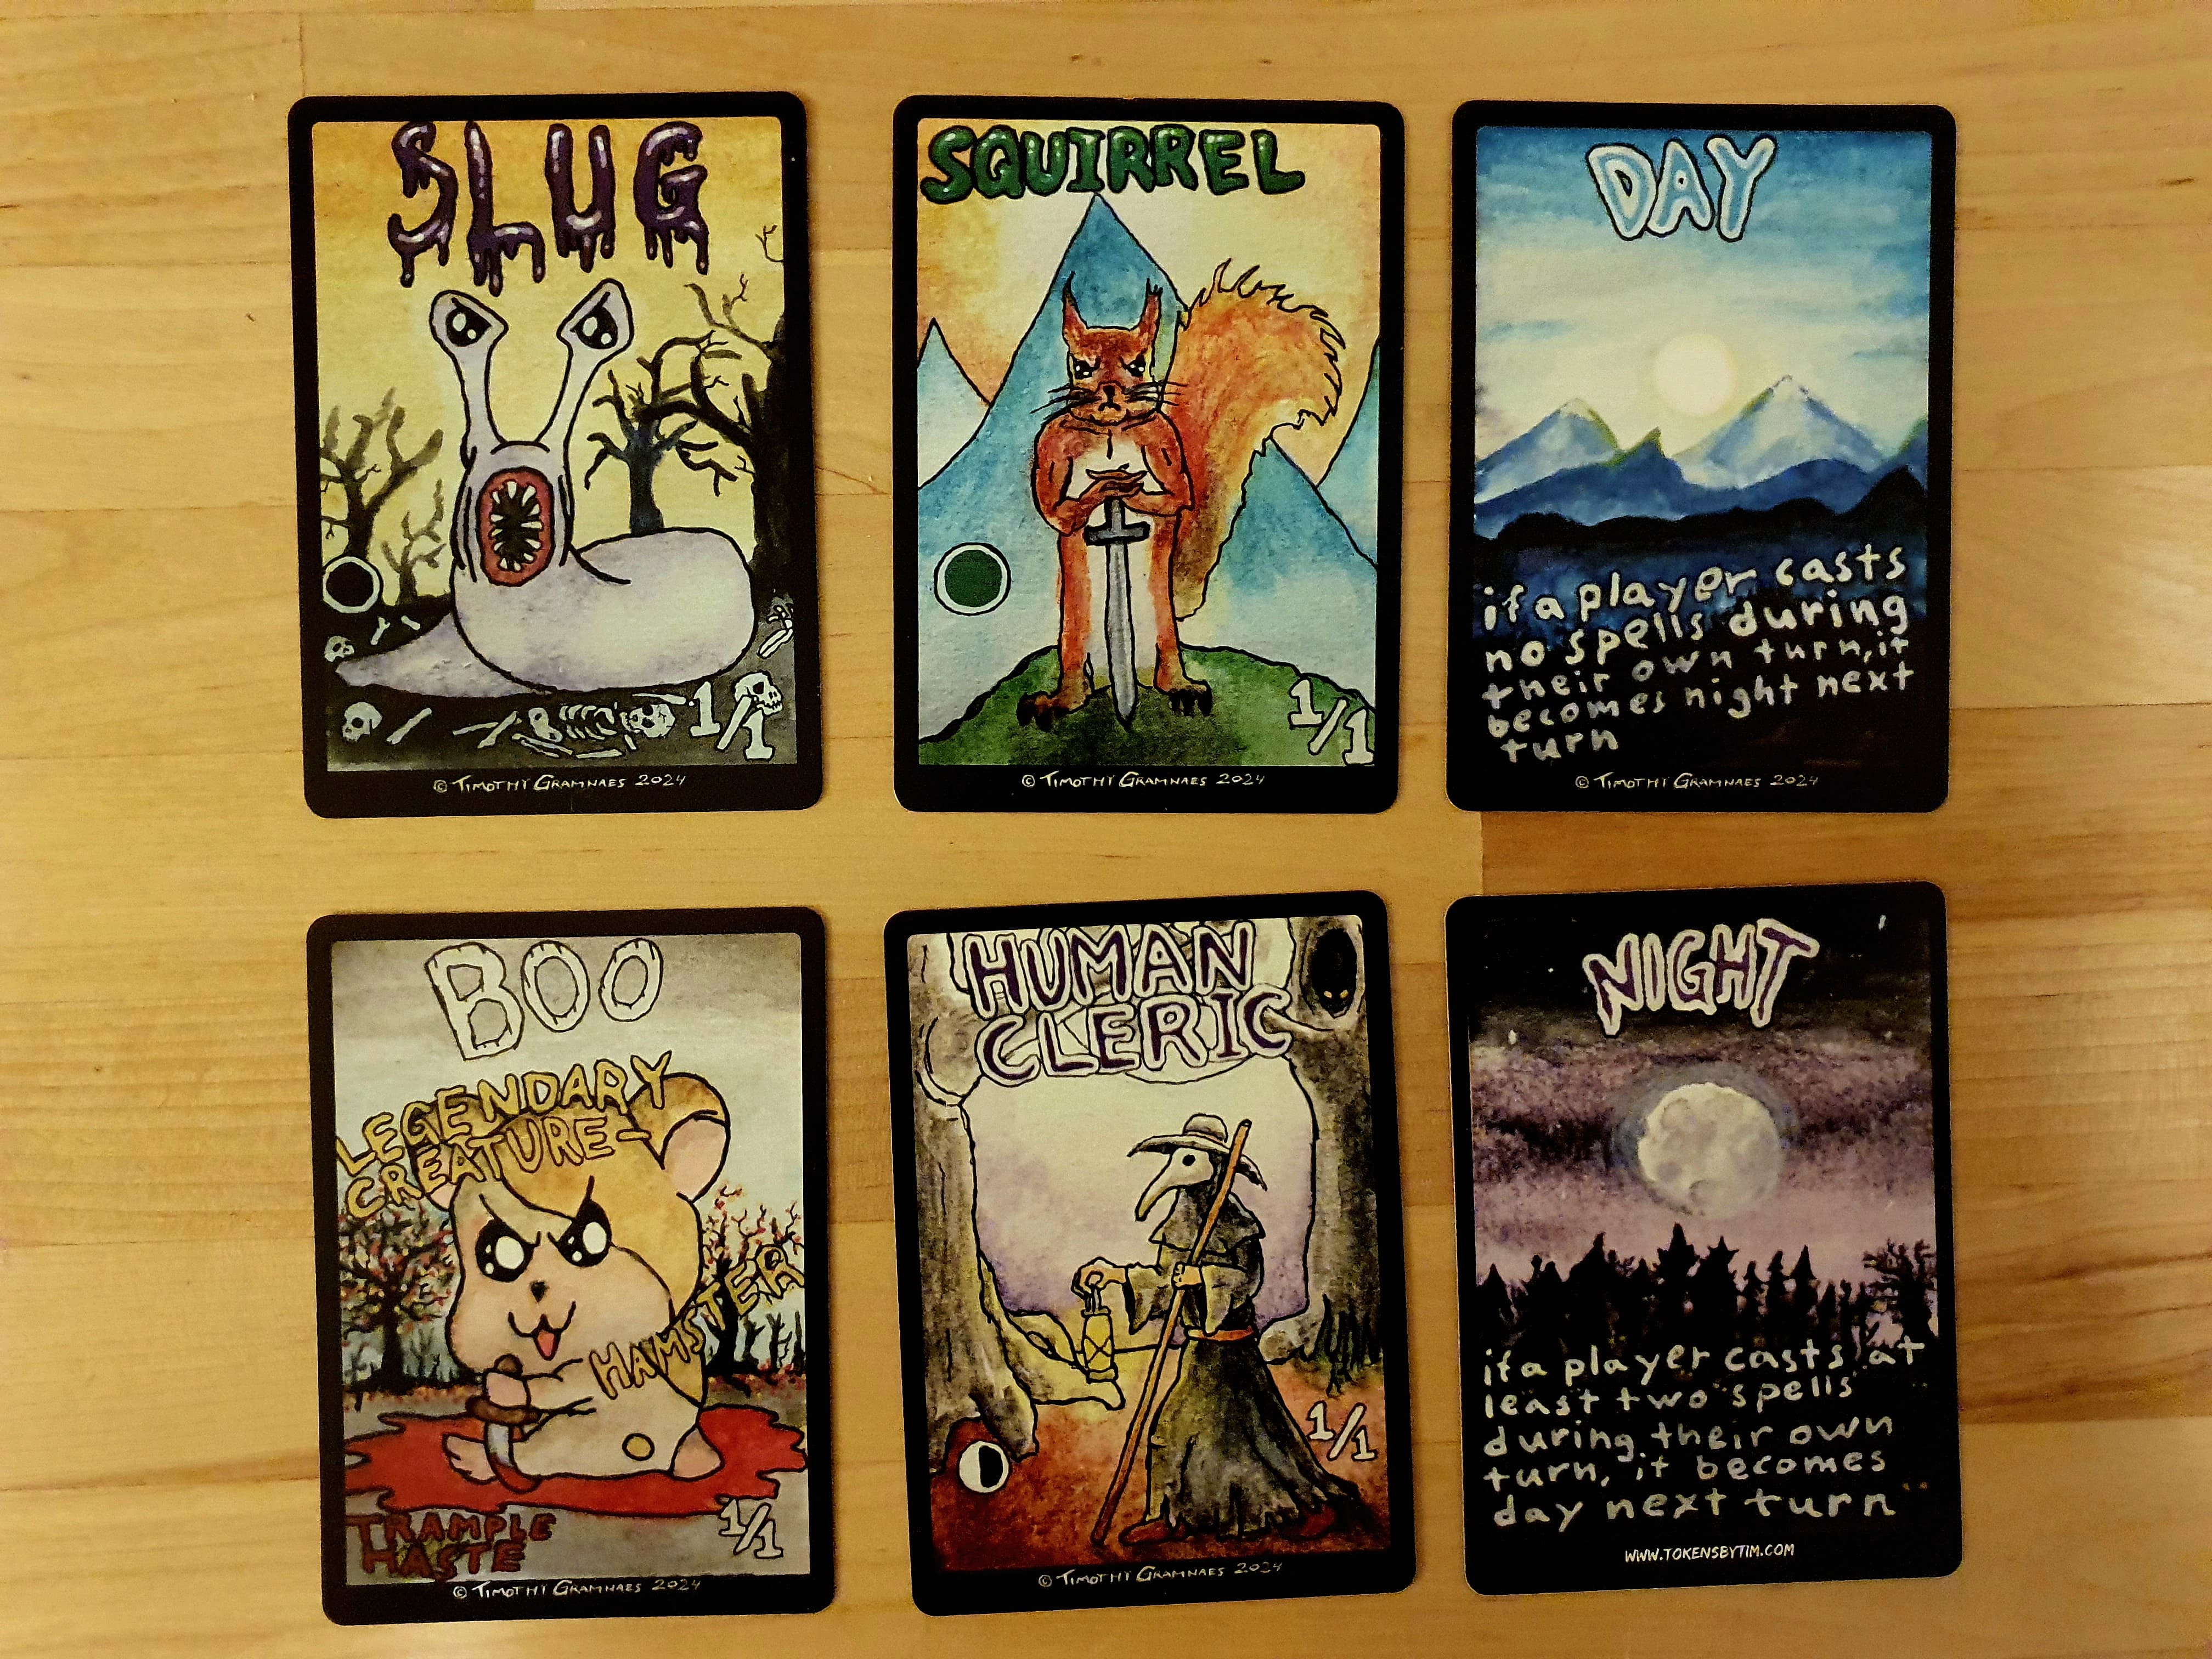 SLUG
1/1
© TIMOTHY GRAMNAES 2024
SQUIRREL
1/1
© TIMOTHY GRAMNAES 2024
DAY
if a player casts
no spells during
their own turn, it
becomes night next
turn
© TIMOTHY GRAMNAES 2024
BOO
LEGENDARY
CREATURE-
HAMSTER
TRAMPLE
HASTE
1/1
© TIMOTHY GRAMNAES 2024
HUMAN
CLERIC
1/1
© TIMOTHY GRAMNAES 2024
NIGHT
if a player casts at
least two spells
during their own
turn, it becomes
day next turn
WWW.TOKENSBYTIM.COM